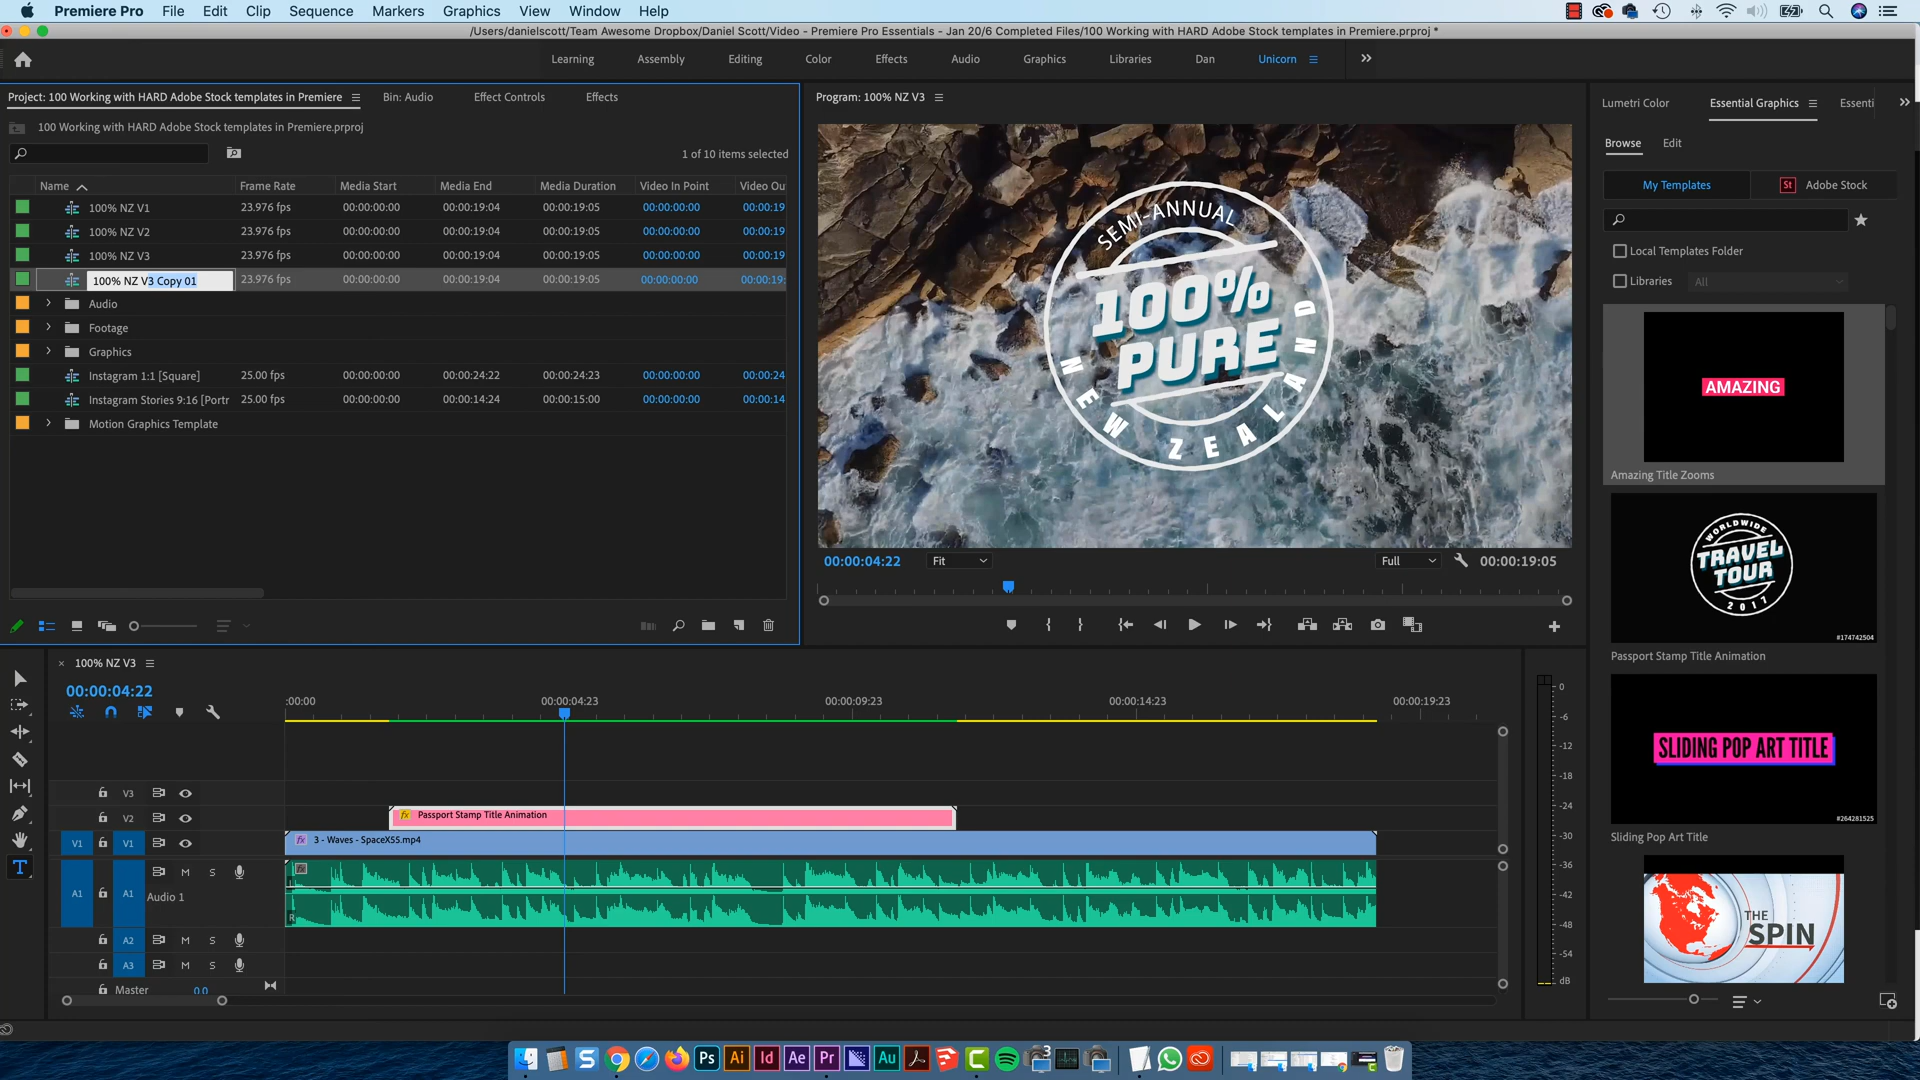 Premiere Pro File Edit Clip Sequence Markers Graphics View Window Help
/Users/danielscott/Team Awesome Dropbox/Daniel Scott/Video - Premiere Pro Essentials - Jan 20/6 Completed Files/100 Working with HARD Adobe Stock templates in Premiere.prproj *
Learning Assembly Editing Color Effects Audio Graphics Libraries Dan Unicorn
Project: 100 Working with HARD Adobe Stock templates in Premiere Bin: Audio Effect Controls Effects
100 Working with HARD Adobe Stock templates in Premiere.prproj
1 of 10 items selected
Name Frame Rate Media Start Media End Media Duration Video In Point Video Ou
100% NZ V1 23.976 fps 00:00:00:00 00:00:19:04 00:00:19:05 00:00:00:00 00:00:19
100% NZ V2 23.976 fps 00:00:00:00 00:00:19:04 00:00:19:05 00:00:00:00 00:00:19
100% NZ V3 23.976 fps 00:00:00:00 00:00:19:04 00:00:19:05 00:00:00:00 00:00:19
100% NZ V3 Copy 01 23.976 fps 00:00:00:00 00:00:19:04 00:00:19:05 00:00:00:00 00:00:19:
Audio
Footage
Graphics
Instagram 1:1 [Square] 25.00 fps 00:00:00:00 00:00:24:22 00:00:24:23 00:00:00:00 00:00:24
Instagram Stories 9:16 [Portr 25.00 fps 00:00:00:00 00:00:14:24 00:00:15:00 00:00:00:00 00:00:14
Motion Graphics Template
Program: 100% NZ V3
SEMI-ANNUAL
100%
PURE
NEW ZEALAND
00:00:04:22 Fit Full 00:00:19:05
Lumetri Color Essential Graphics Essenti
Browse Edit
My Templates St Adobe Stock
Local Templates Folder
Libraries All
AMAZING
Amazing Title Zooms
WORLDWIDE
TRAVEL
TOUR
2017
#174742504
Passport Stamp Title Animation
SLIDING POP ART TITLE
#264281525
Sliding Pop Art Title
THE
SPIN
100% NZ V3
00:00:04:22
:00:00 00:00:04:23 00:00:09:23 00:00:14:23 00:00:19:23
V3
V2 fx Passport Stamp Title Animation
V1 V1 fx 3 - Waves - SpaceX55.mp4
A1 A1 M S fx
Audio 1
R
A2 M S
A3 M S
Master 0.0
0
-6
-12
-18
-24
-30
-36
-42
-48
-54
dB
S Ps Ai Id Ae Pr Au 3